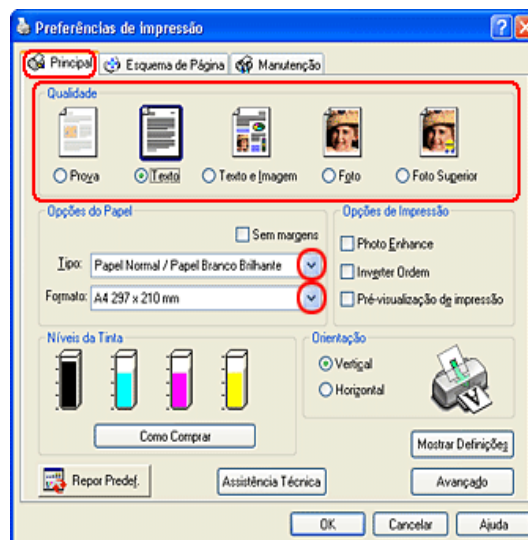 Preferências de Impressão
Principal Esquema de Página Manutenção
Qualidade
Prova Texto Texto e Imagem Foto Foto Superior
Opções do Papel
Sem margens
Tipo: Papel Normal / Papel Branco Brilhante
Formato: A4 297 x 210 mm
Opções de Impressão
Photo Enhance
Inverter Ordem
Pré-visualização de impressão
Níveis da Tinta
Como Comprar
Orientação
Vertical
Horizontal
Mostrar Definições
Repor Predef. Assistência Técnica Avançado
OK Cancelar Ajuda